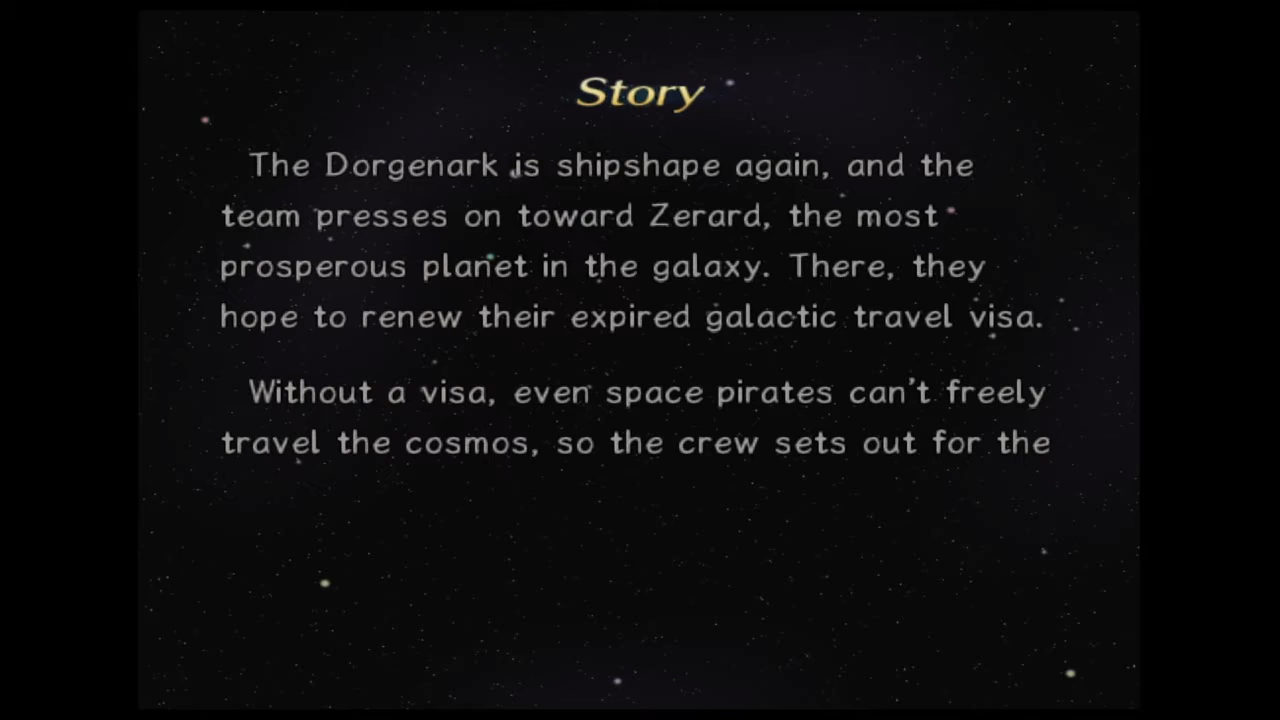 Story
The Dorgenark is shipshape again, and the
team presses on toward Zerard, the most
prosperous planet in the galaxy. There, they
hope to renew their expired galactic travel visa.
Without a visa, even space pirates can't freely
travel the cosmos, so the crew sets out for the